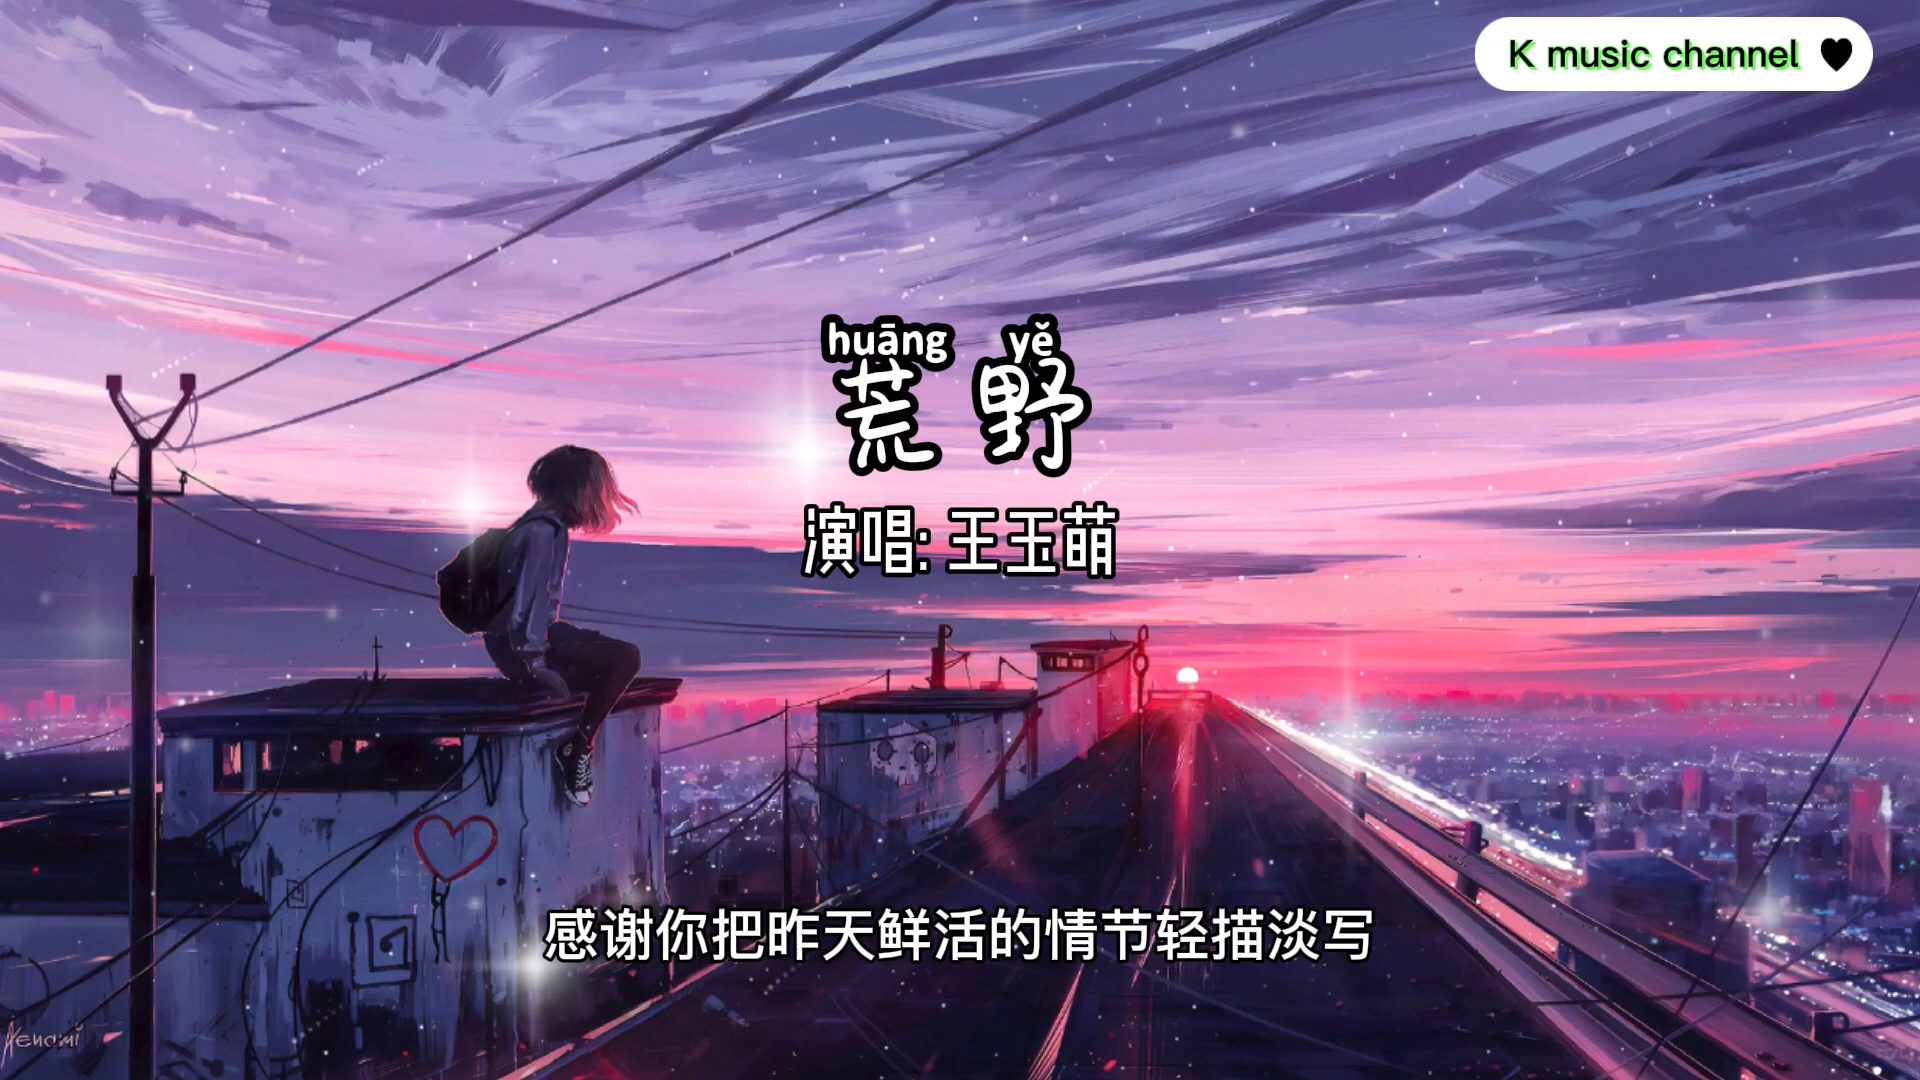 K music channel ♥
huāng yě
荒野
演唱: 王玉萌
感谢你把昨天鲜活的情节轻描淡写
Aenami